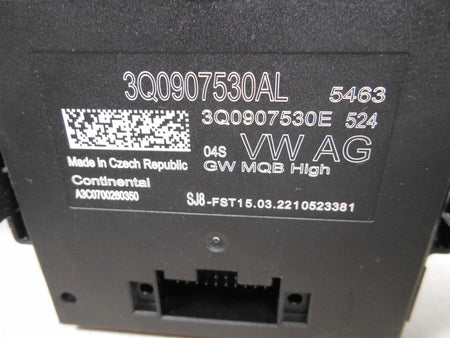 3Q0907530AL 5463
3Q0907530E 524
04S VW AG
Made in Czech Republic GW MQB High
Continental
A3C0700260350 SJ8-FST15.03.2210523381